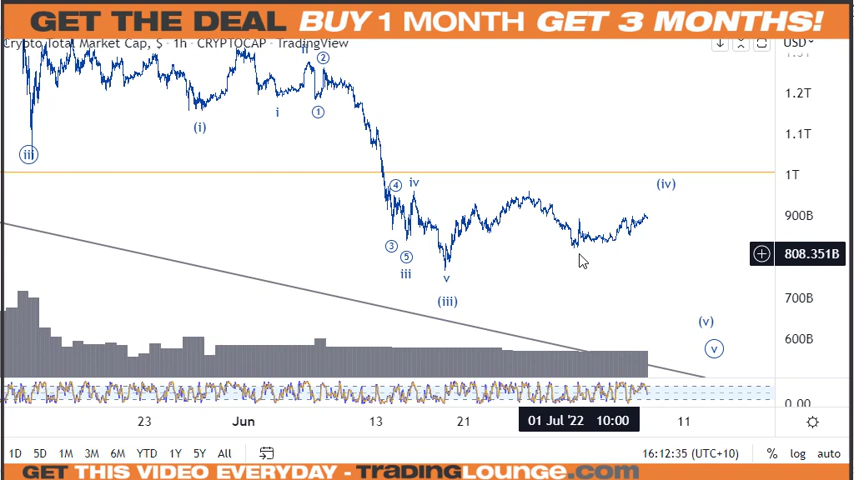 GET THE DEAL BUY 1 MONTH GET 3 MONTHS!
Crypto Total Market Cap, $ · 1h · CRYPTOCAP · TradingView
USD
ii
②
1.2T
i
①
(i)
1.1T
iii
1T
④
iv
(iv)
900B
③
⑤
808.351B
iii
v
(iii)
700B
(v)
600B
v
0.00
23
Jun
13
21
01 Jul '22 10:00
11
1D 5D 1M 3M 6M YTD 1Y 5Y All
16:12:35 (UTC+10)
% log auto
GET THIS VIDEO EVERYDAY - TradingLounge.com